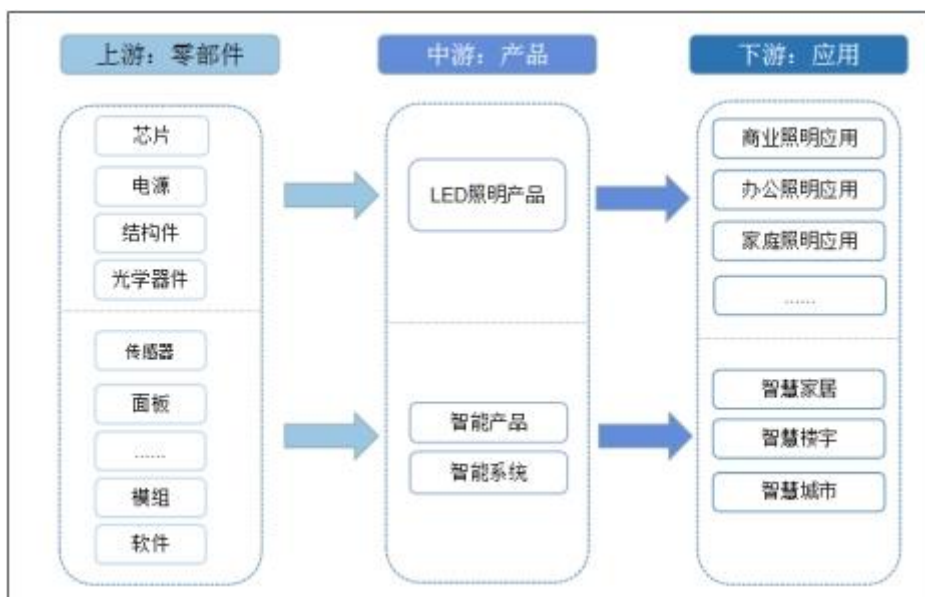 上游：零部件
中游：产品
下游：应用
芯片
电源
结构件
光学器件
传感器
面板
......
模组
软件
LED照明产品
智能产品
智能系统
商业照明应用
办公照明应用
家庭照明应用
......
智慧家居
智慧楼宇
智慧城市